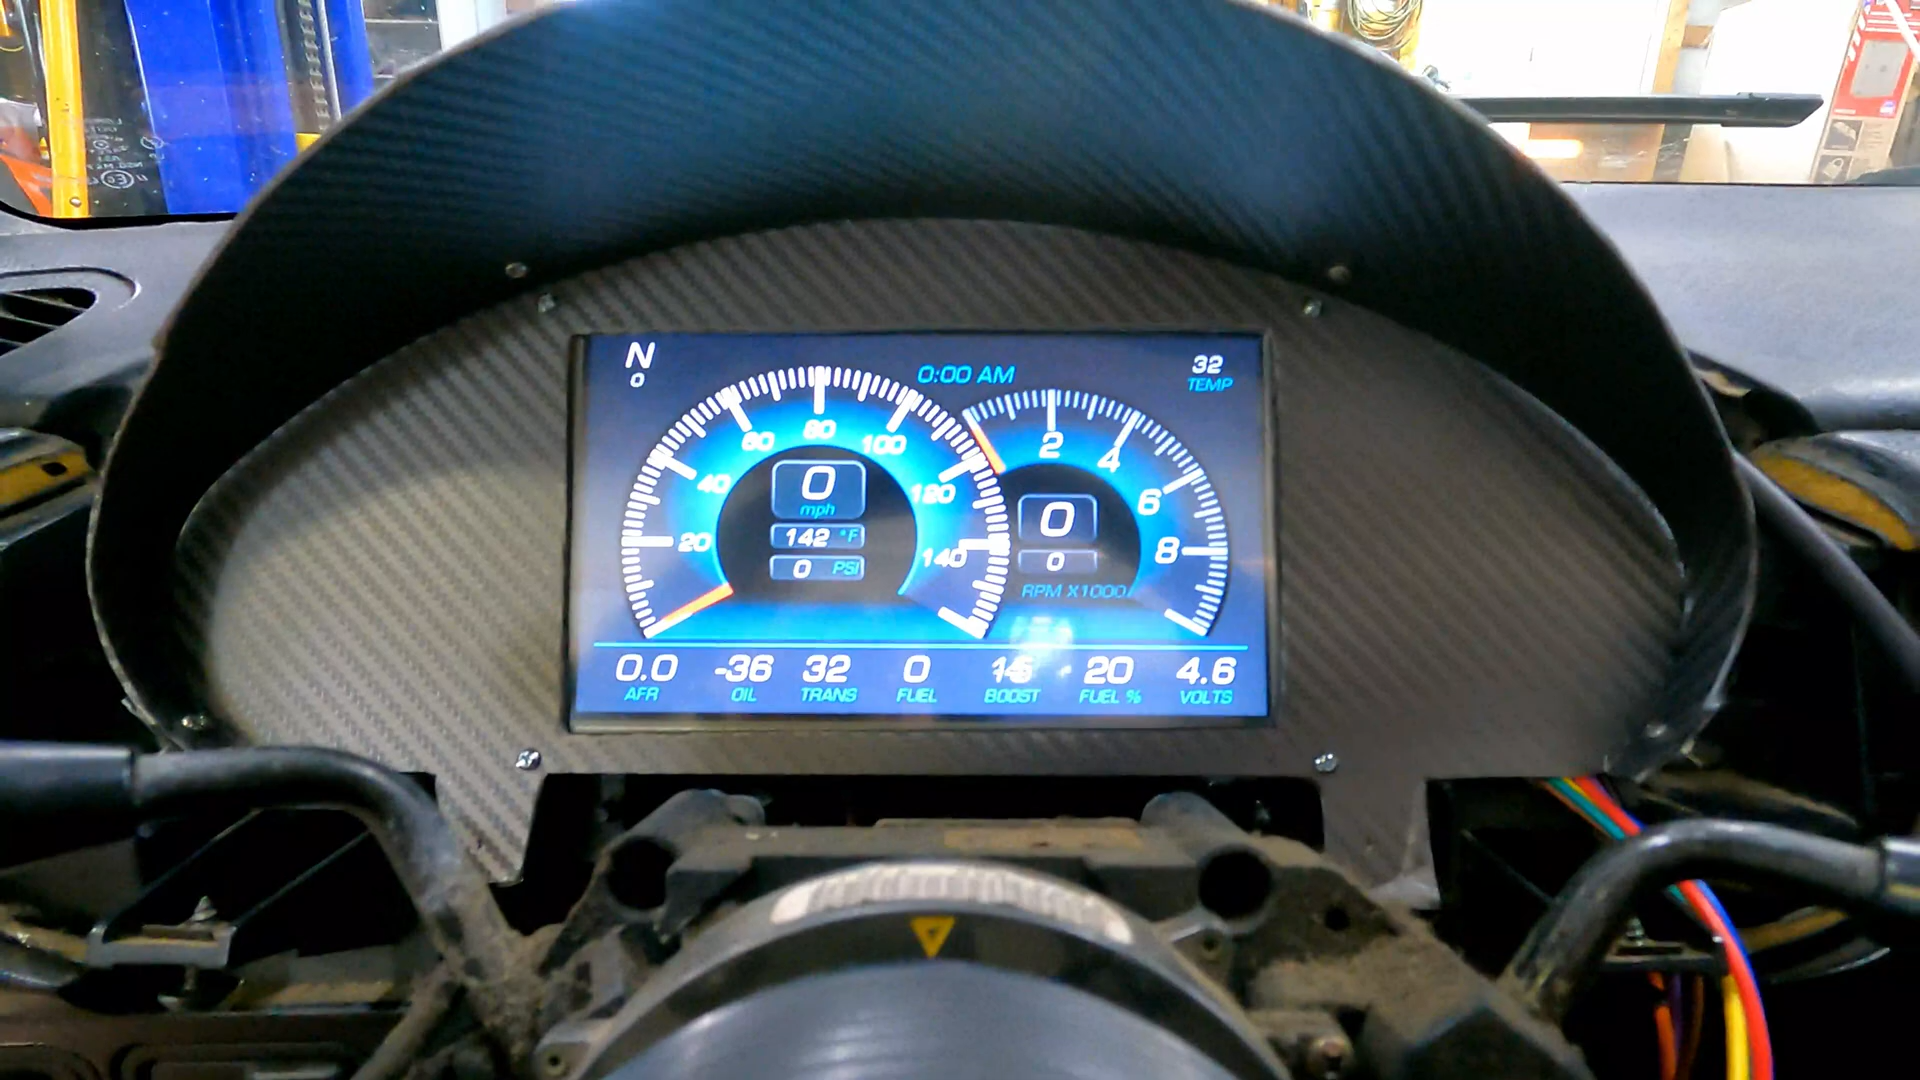 N
0
0:00 AM
32
TEMP
20
40
60
80
100
120
140
0
mph
142 °F
0 PSI
2
4
6
8
0
0
RPM X1000
0.0 -36 32 0 20 4.6
AFR OIL TRANS FUEL BOOST FUEL % VOLTS